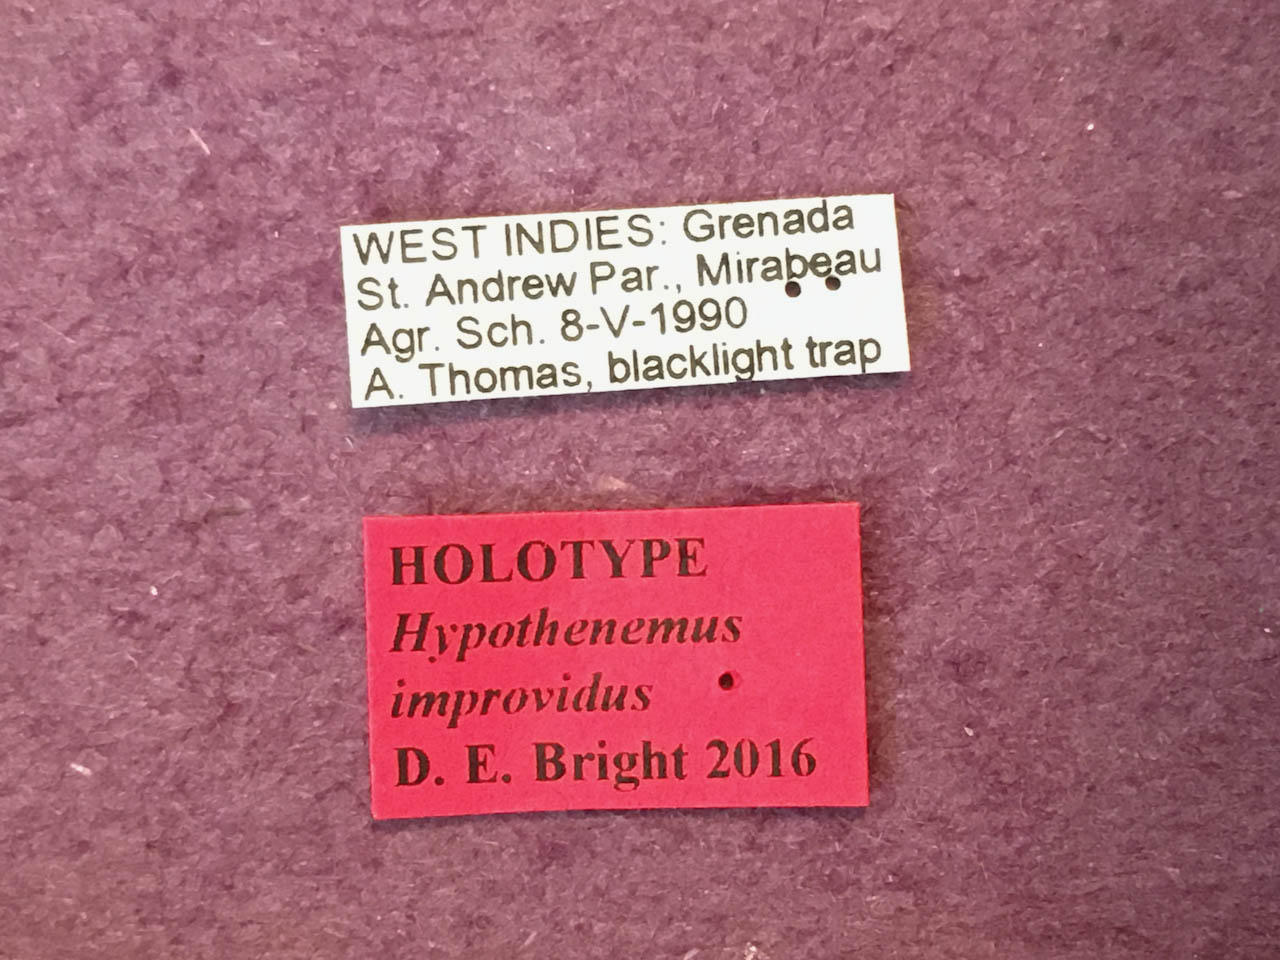 WEST INDIES: Grenada
St. Andrew Par., Mirabeau
Agr. Sch. 8-V-1990
A. Thomas, blacklight trap
HOLOTYPE
Hypothenemus
improvidus
D. E. Bright 2016